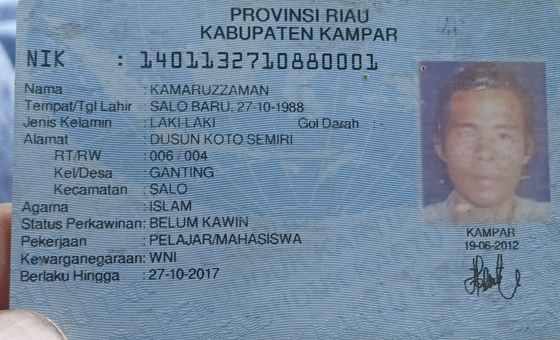 PROVINSI RIAU
KABUPATEN KAMPAR
NIK : 1401132710880001
Nama : KAMARUZZAMAN
Tempat/Tgl Lahir : SALO BARU, 27-10-1988
Jenis Kelamin : LAKI-LAKI Gol Darah : -
Alamat : DUSUN KOTO SEMIRI
RT/RW : 006 / 004
Kel/Desa : GANTING
Kecamatan : SALO
Agama : ISLAM
Status Perkawinan: BELUM KAWIN
Pekerjaan : PELAJAR/MAHASISWA
Kewarganegaraan: WNI
Berlaku Hingga : 27-10-2017
KAMPAR
19-06-2012